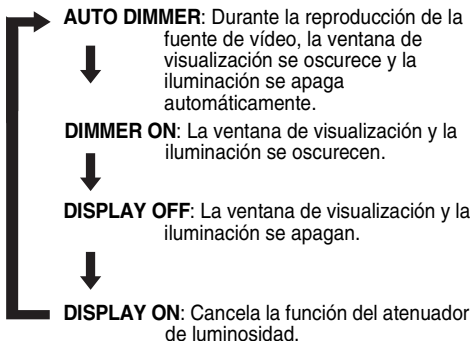 AUTO DIMMER: Durante la reproducción de la
fuente de vídeo, la ventana de
visualización se oscurece y la
iluminación se apaga
automáticamente.
DIMMER ON: La ventana de visualización y la
iluminación se oscurecen.
DISPLAY OFF: La ventana de visualización y la
iluminación se apagan.
DISPLAY ON: Cancela la función del atenuador
de luminosidad.